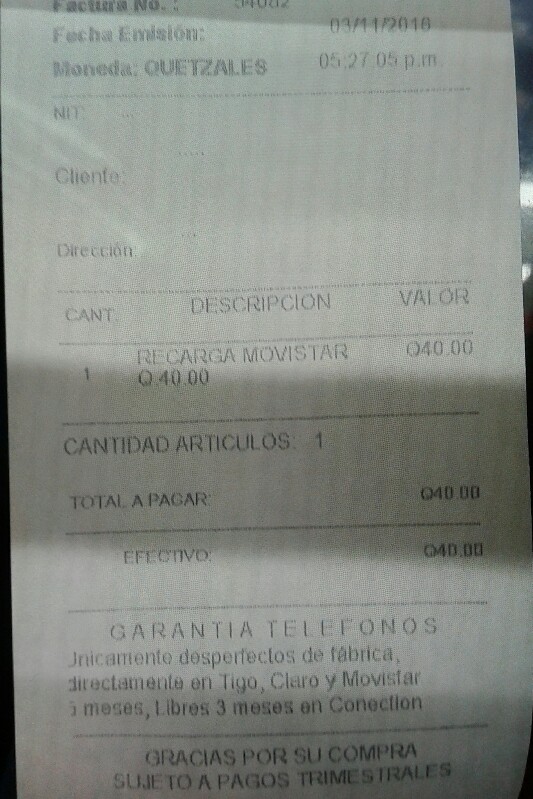 Factura No. :
Fecha Emisión: 03/11/2016
Moneda: QUETZALES 05:27:05 p.m.
NIT:
Cliente:
Dirección:
CANT. DESCRIPCION VALOR
1 RECARGA MOVISTAR Q40.00
Q.40.00
CANTIDAD ARTICULOS: 1
TOTAL A PAGAR: Q40.00
EFECTIVO: Q40.00
GARANTIA TELEFONOS
Unicamente desperfectos de fábrica,
directamente en Tigo, Claro y Movistar
meses, Libres 3 meses en Conection
GRACIAS POR SU COMPRA
SUJETO A PAGOS TRIMESTRALES